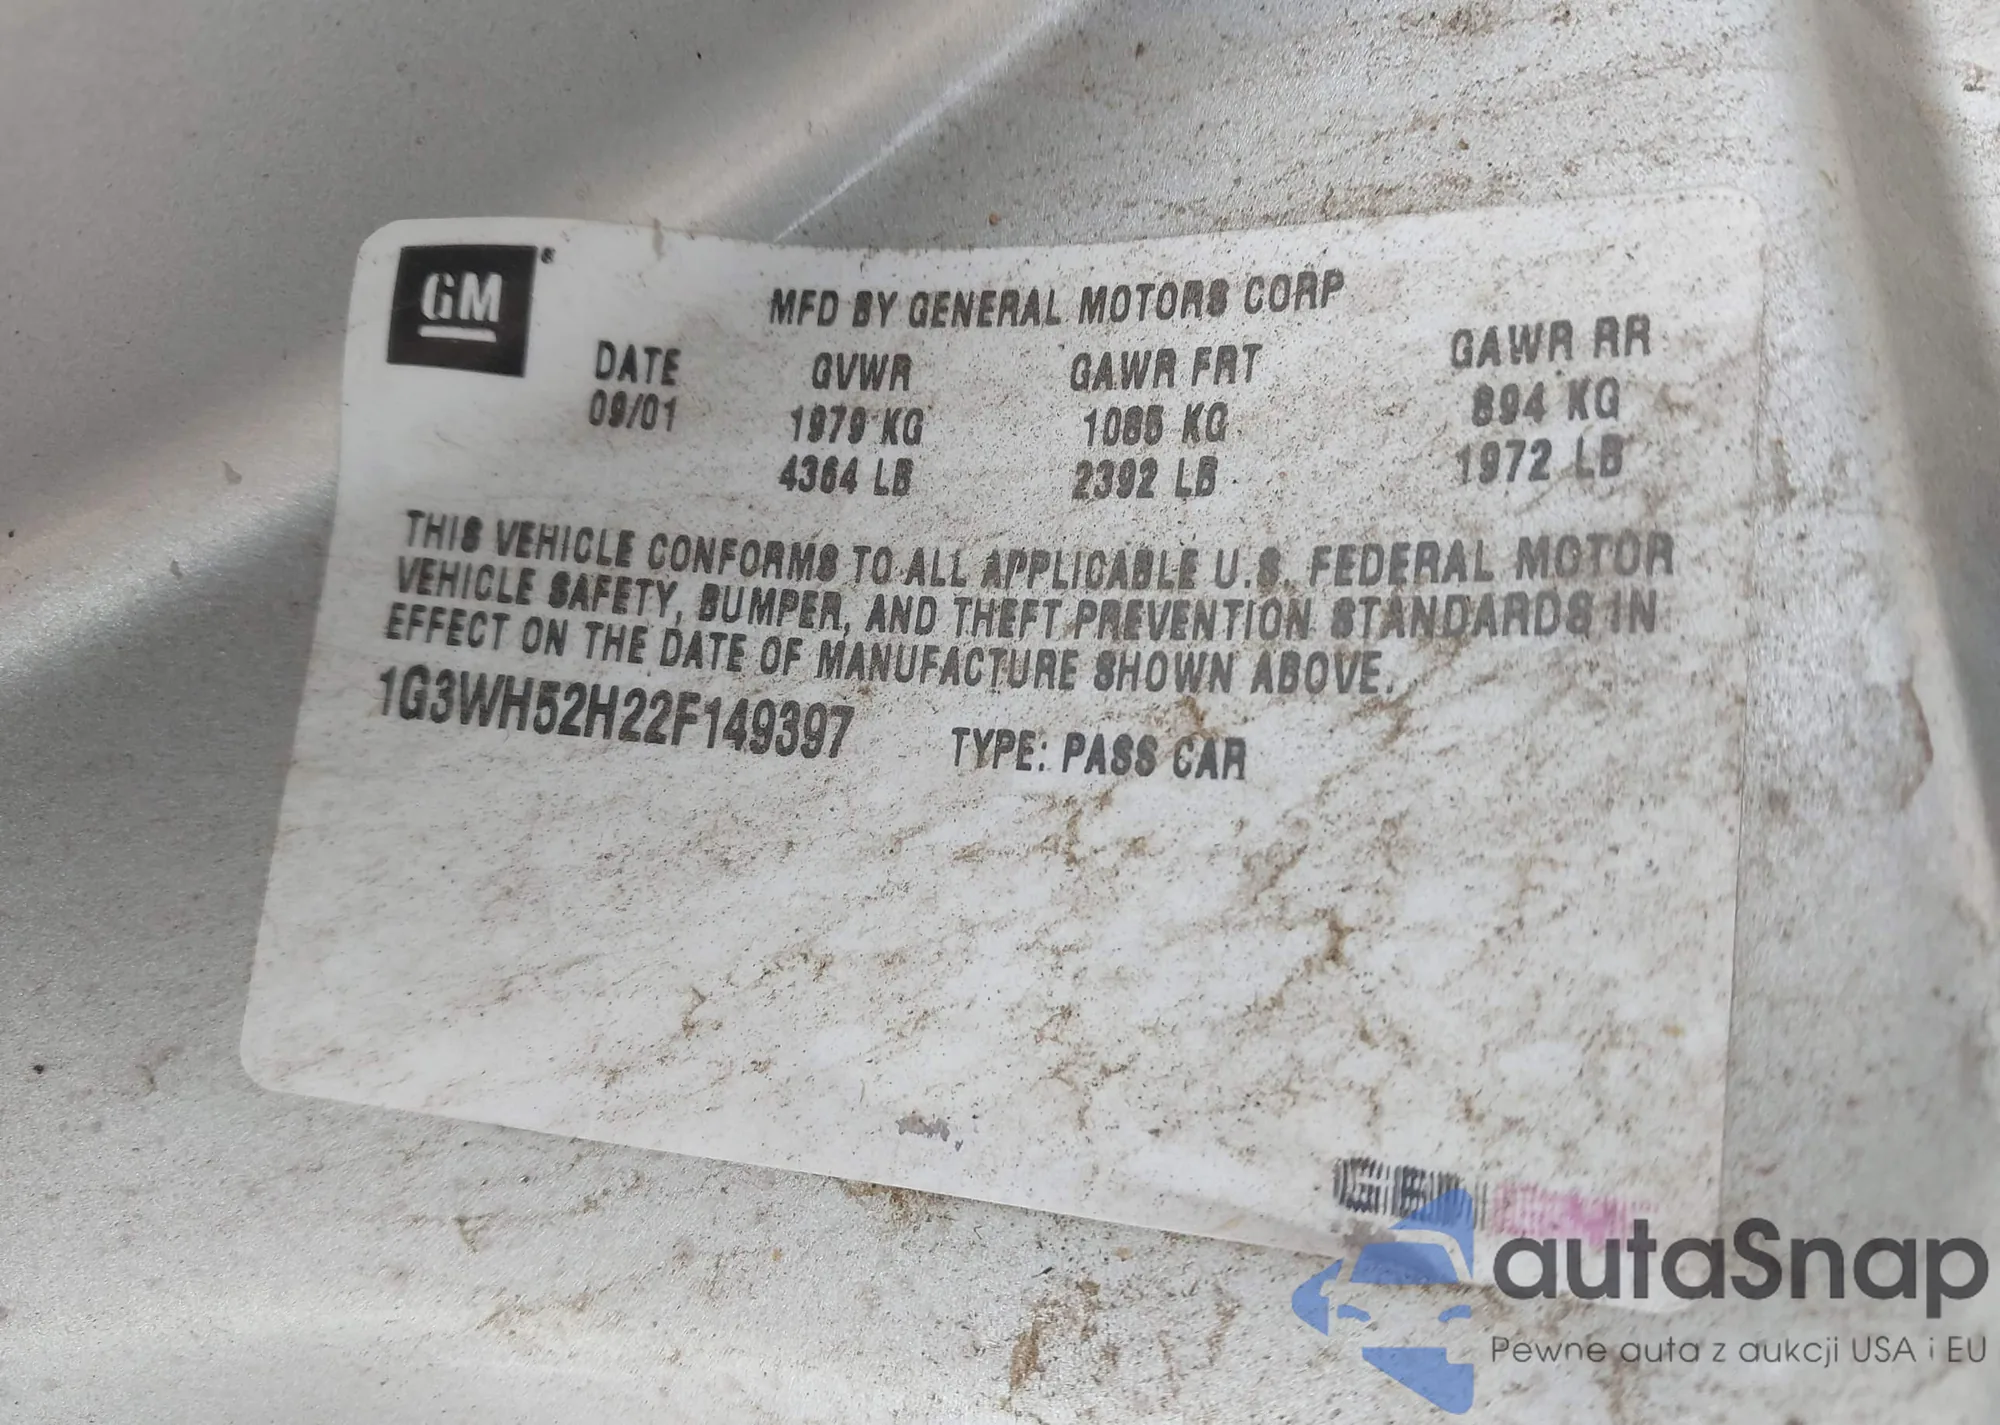 GM
MFD BY GENERAL MOTORS CORP
DATE GVWR GAWR FRT GAWR RR
09/01 1979 KG 1085 KG 894 KG
4364 LB 2392 LB 1972 LB
THIS VEHICLE CONFORMS TO ALL APPLICABLE U.S. FEDERAL MOTOR
VEHICLE SAFETY, BUMPER, AND THEFT PREVENTION STANDARDS IN
EFFECT ON THE DATE OF MANUFACTURE SHOWN ABOVE.
1G3WH52H22F149397 TYPE: PASS CAR
autaSnap
Pewne auta z aukcji USA i EU